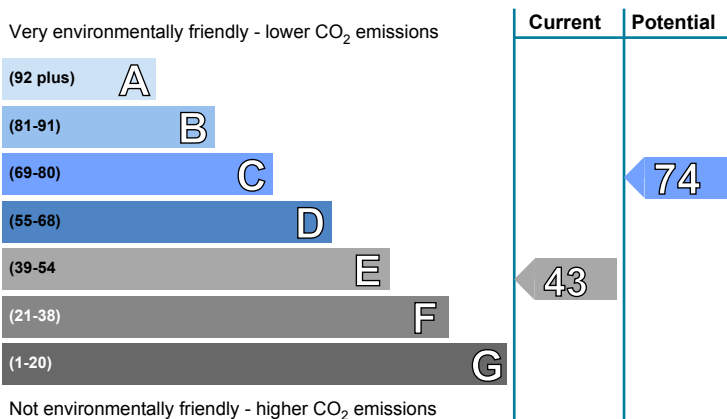 Current Potential
Very environmentally friendly - lower CO2 emissions
(92 plus) A
(81-91) B
(69-80) C
74
(55-68) D
(39-54 E
43
(21-38) F
(1-20) G
Not environmentally friendly - higher CO2 emissions